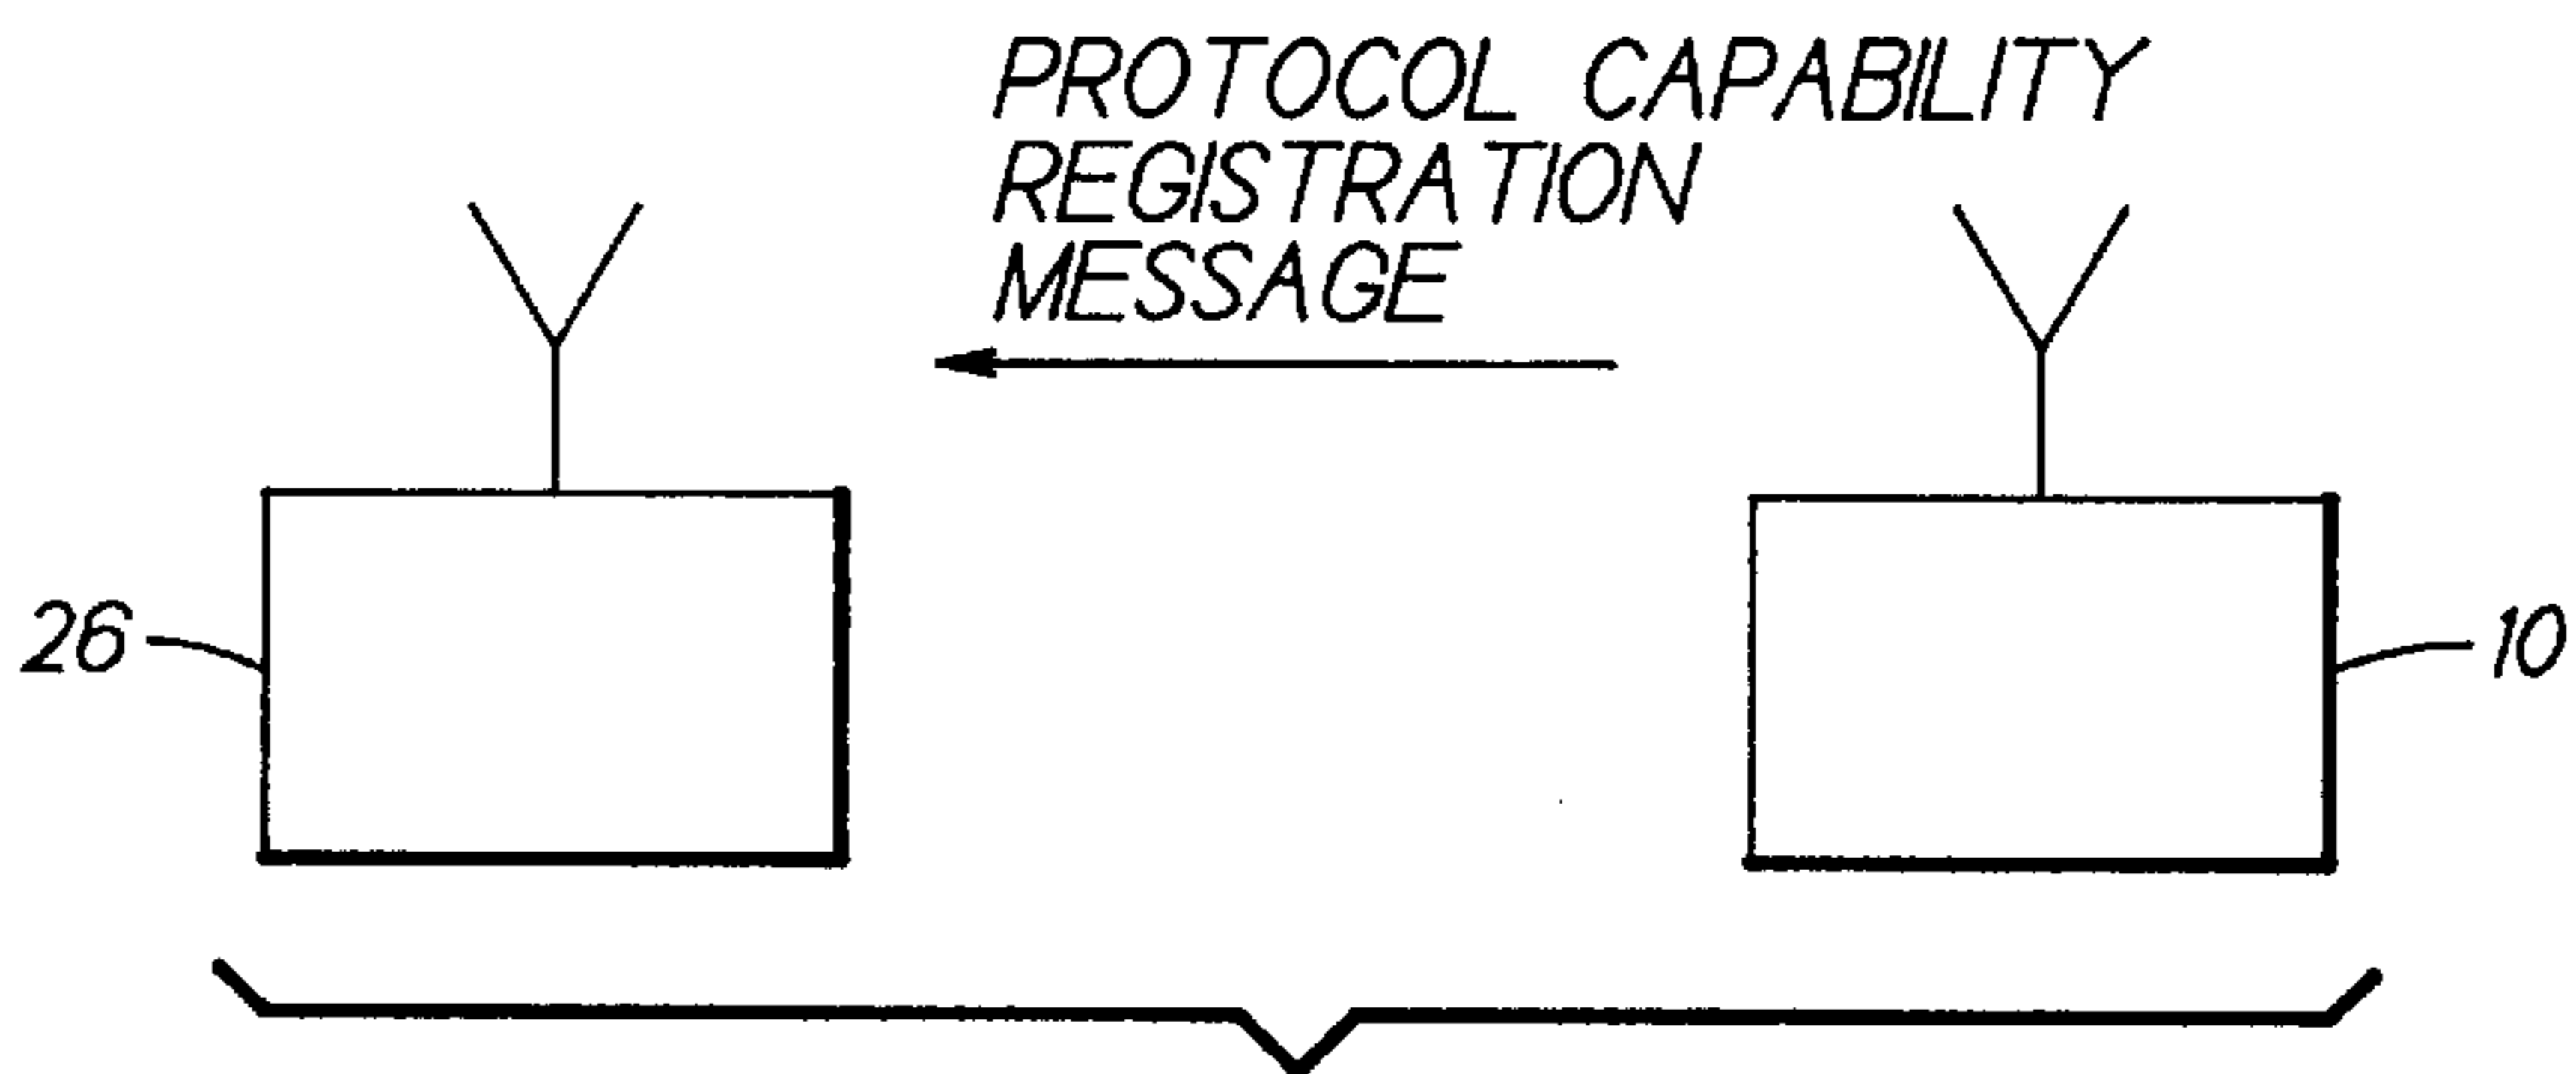 PROTOCOL CAPABILITY
REGISTRATION
MESSAGE
26
10